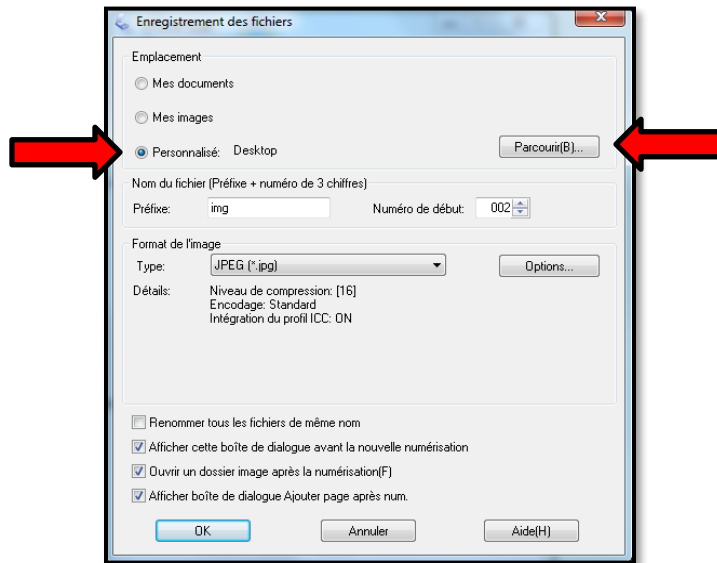 Enregistrement des fichiers
Emplacement
Mes documents
Mes images
Personnalisé: Desktop Parcourir(B)...
Nom du fichier (Préfixe + numéro de 3 chiffres)
Préfixe: img Numéro de début: 002
Format de l'image
Type: JPEG (*.jpg) Options...
Détails: Niveau de compression: [16]
Encodage: Standard
Intégration du profil ICC: ON
Renommer tous les fichiers de même nom
Afficher cette boîte de dialogue avant la nouvelle numérisation
Ouvrir un dossier image après la numérisation(F)
Afficher boîte de dialogue Ajouter page après num.
OK Annuler Aide(H)